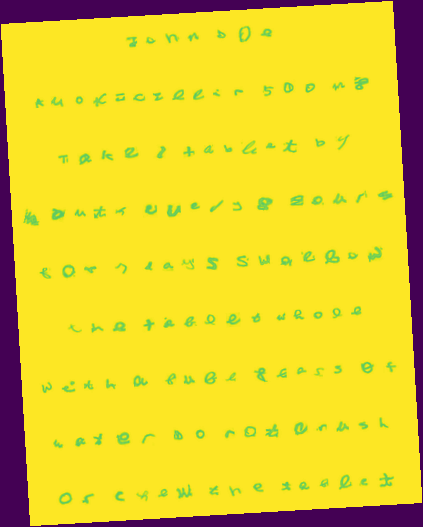 John Doe
Amoxicillin 500 mg
Take 1 tablet by
mouth every 8 hours
for 7 days Swallow
the tablet whole
with a full glass of
water Do not crush
or chew the tablet